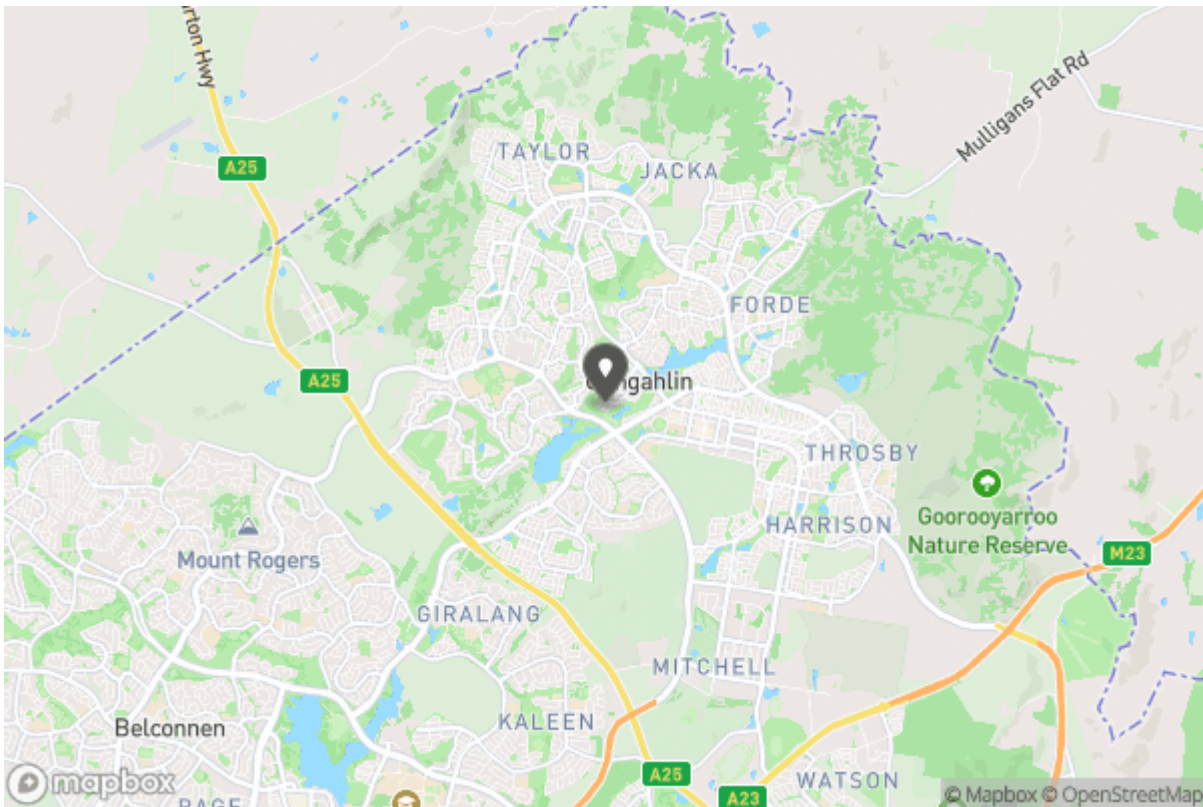 rton Hwy
Mulligans Flat Rd
TAYLOR
JACKA
A25
FORDE
A25
ngahlin
THROSBY
Goorooyarroo
Nature Reserve
HARRISON
M23
Mount Rogers
GIRALANG
MITCHELL
KALEEN
Belconnen
A25
WATSON
A23
mapbox
© Mapbox © OpenStreetMap